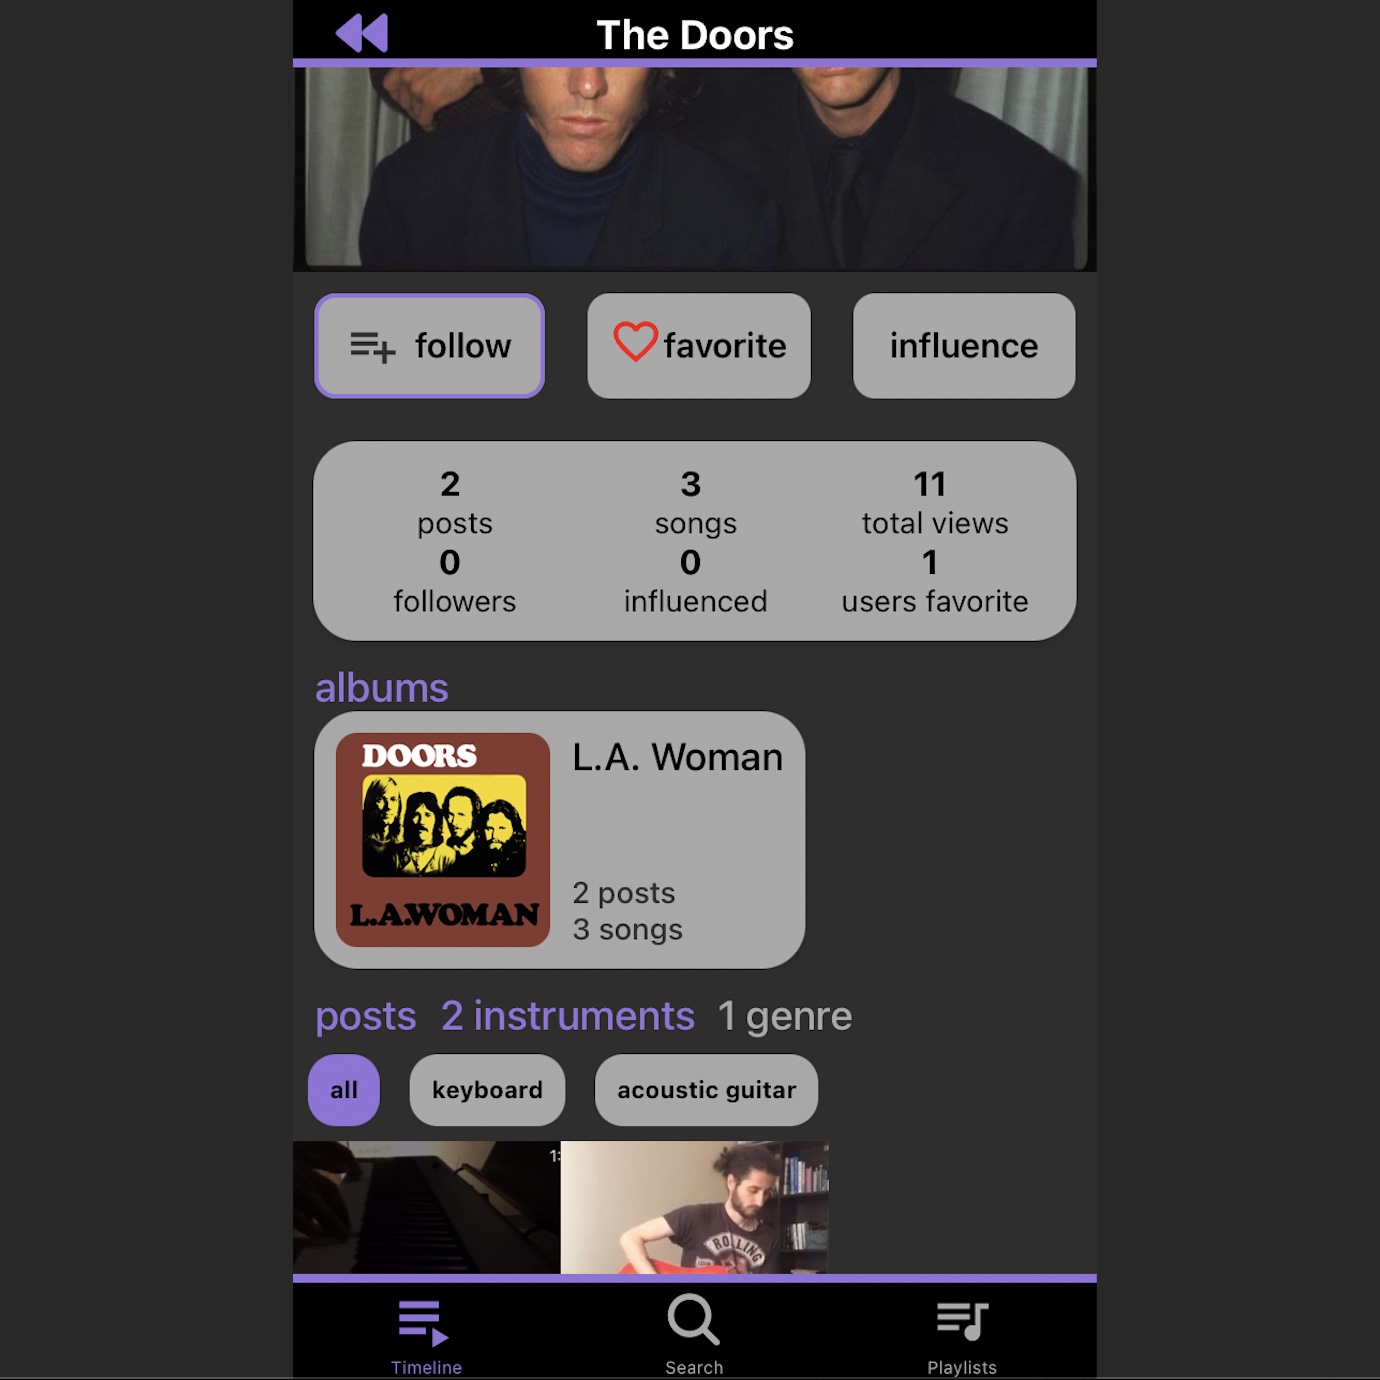 The Doors
follow
favorite
influence
2
3
11
posts
songs
total views
0
0
1
followers
influenced
users favorite
albums
DOORS
L.A.WOMAN
L.A. Woman
2 posts
3 songs
posts 2 instruments 1 genre
all
keyboard
acoustic guitar
1:
ROLLING
Timeline
Search
Playlists